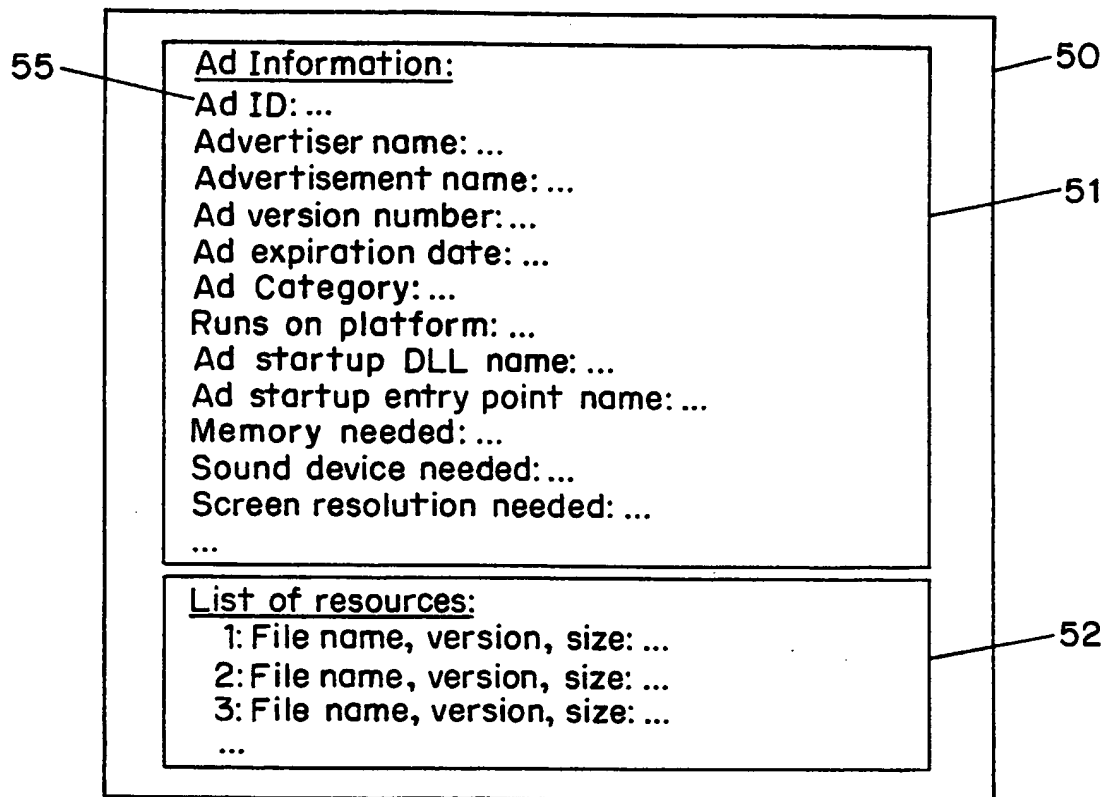 55
50
51
52
Ad Information:
Ad ID: ...
Advertiser name: ...
Advertisement name: ...
Ad version number: ...
Ad expiration date: ...
Ad Category: ...
Runs on platform: ...
Ad startup DLL name: ...
Ad startup entry point name: ...
Memory needed: ...
Sound device needed: ...
Screen resolution needed: ...
...
List of resources:
1: File name, version, size: ...
2: File name, version, size: ...
3: File name, version, size: ...
...